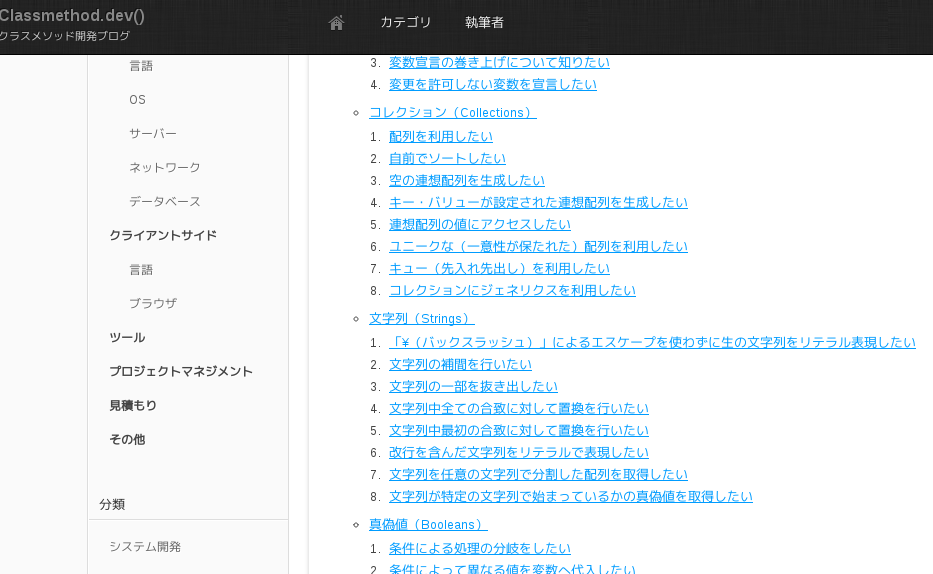 Classmethod.dev()
クラスメソッド開発ブログ
カテゴリ
執筆者
言語
OS
サーバー
ネットワーク
データベース
クライアントサイド
言語
ブラウザ
ツール
プロジェクトマネジメント
見積もり
その他
分類
システム開発
3. 変数宣言の巻き上げについて知りたい
4. 変更を許可しない変数を宣言したい
コレクション（Collections）
1. 配列を利用したい
2. 自前でソートしたい
3. 空の連想配列を生成したい
4. キー・バリューが設定された連想配列を生成したい
5. 連想配列の値にアクセスしたい
6. ユニークな（一意性が保たれた）配列を利用したい
7. キュー（先入れ先出し）を利用したい
8. コレクションにジェネリクスを利用したい
文字列（Strings）
1. 「¥（バックスラッシュ）」によるエスケープを使わずに生の文字列をリテラル表現したい
2. 文字列の補間を行いたい
3. 文字列の一部を抜き出したい
4. 文字列中全ての合致に対して置換を行いたい
5. 文字列中最初の合致に対して置換を行いたい
6. 改行を含んだ文字列をリテラルで表現したい
7. 文字列を任意の文字列で分割した配列を取得したい
8. 文字列が特定の文字列で始まっているかの真偽値を取得したい
真偽値（Booleans）
1. 条件による処理の分岐をしたい
2. 条件によって異なる値を変数へ代入したい